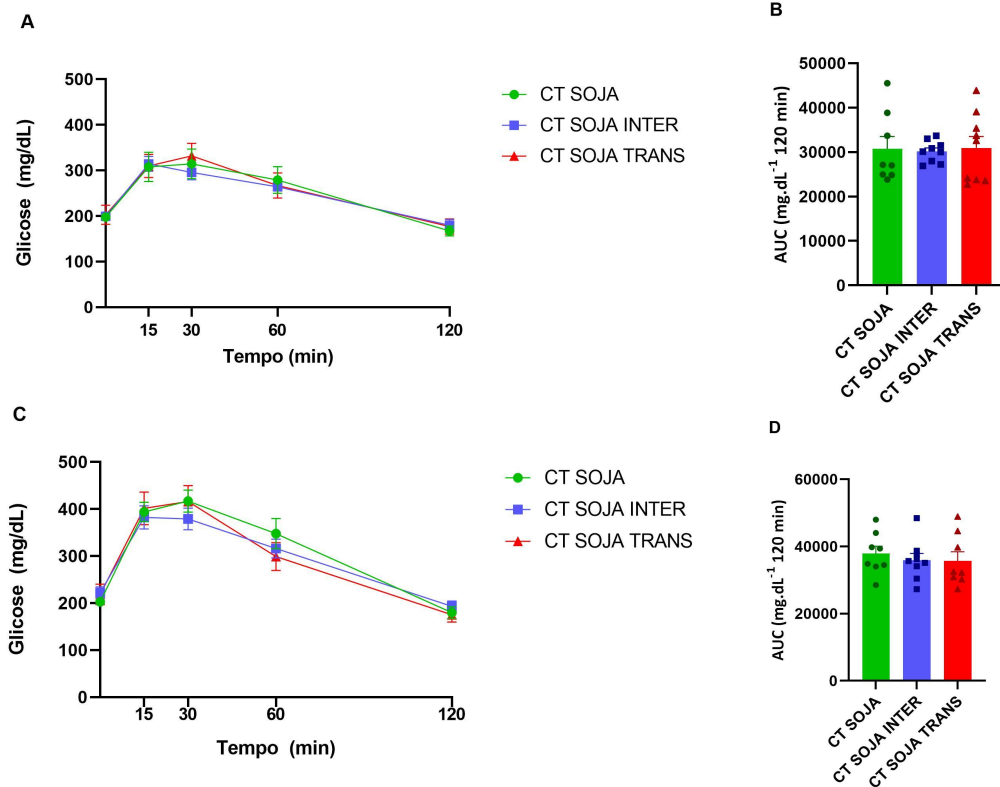 A
Glicose (mg/dL)
500
400
300
200
100
0
15 30 60 120
Tempo (min)
CT SOJA
CT SOJA INTER
CT SOJA TRANS
B
AUC (mg.dL⁻¹ 120 min)
50000
40000
30000
20000
10000
0
CT SOJA
CT SOJA INTER
CT SOJA TRANS
C
Glicose (mg/dL)
500
400
300
200
100
0
15 30 60 120
Tempo (min)
CT SOJA
CT SOJA INTER
CT SOJA TRANS
D
AUC (mg.dL⁻¹ 120 min)
60000
40000
20000
0
CT SOJA
CT SOJA INTER
CT SOJA TRANS